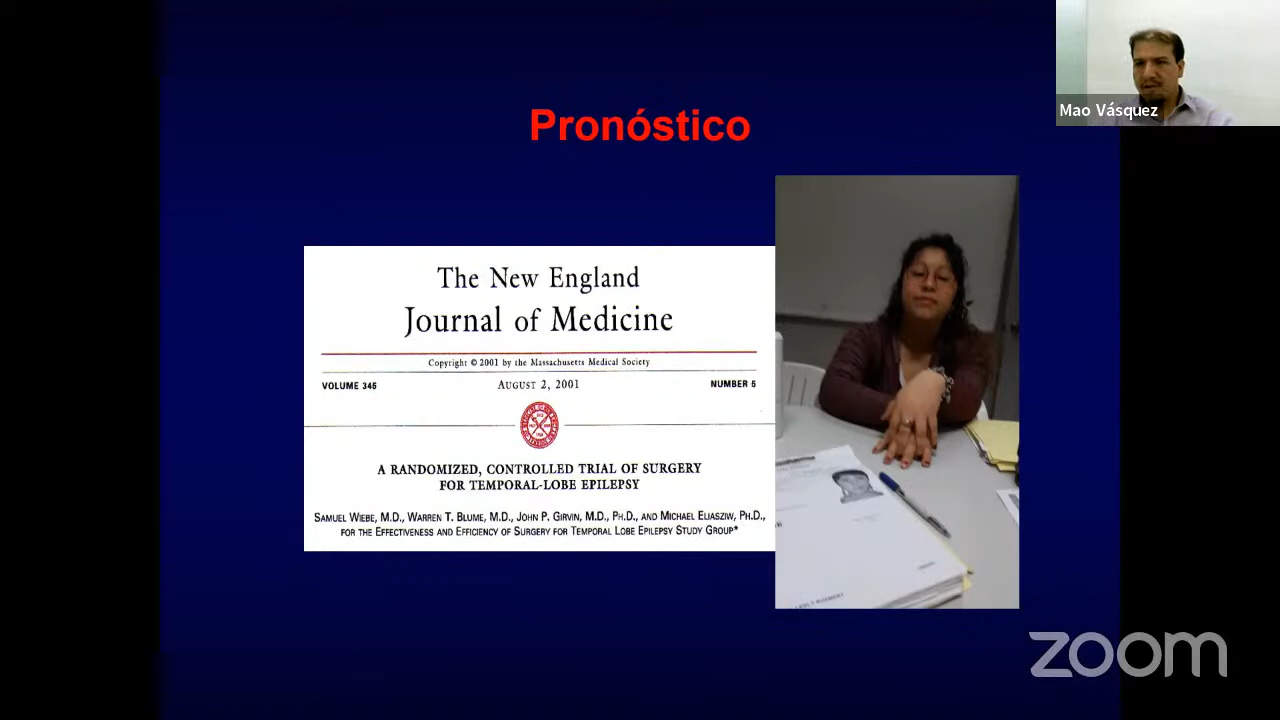 Pronóstico
Mao Vásquez
The New England
Journal of Medicine
Copyright © 2001 by the Massachusetts Medical Society
VOLUME 345
AUGUST 2, 2001
NUMBER 5
A RANDOMIZED, CONTROLLED TRIAL OF SURGERY
FOR TEMPORAL-LOBE EPILEPSY
SAMUEL WIEBE, M.D., WARREN T. BLUME, M.D., JOHN P. GIRVIN, M.D., PH.D., AND MICHAEL ELIASZIW, PH.D.,
FOR THE EFFECTIVENESS AND EFFICIENCY OF SURGERY FOR TEMPORAL LOBE EPILEPSY STUDY GROUP*
zoom